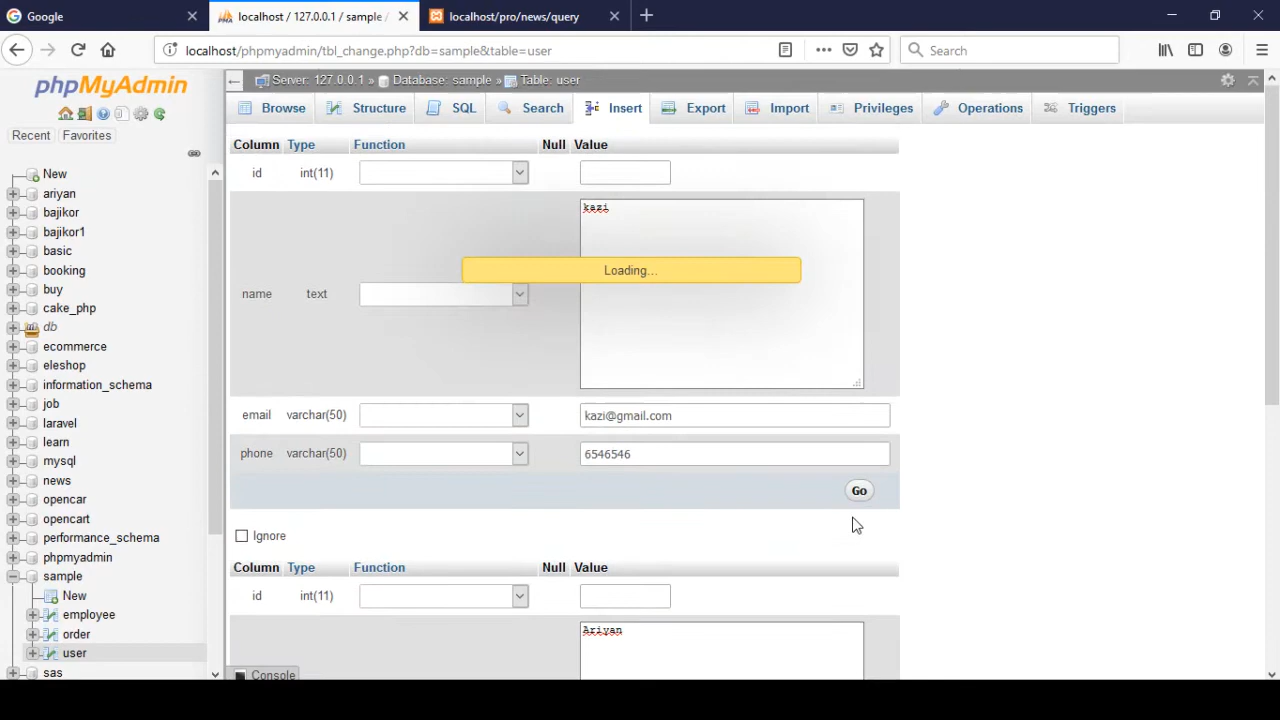 Google
localhost / 127.0.0.1 / sample /
localhost/pro/news/query
localhost/phpmyadmin/tbl_change.php?db=sample&table=user
Search
phpMyAdmin
Recent
Favorites
New
ariyan
bajikor
bajikor1
basic
booking
buy
cake_php
db
ecommerce
eleshop
information_schema
job
laravel
learn
mysql
news
opencar
opencart
performance_schema
phpmyadmin
sample
New
employee
order
user
sas
Server: 127.0.0.1 » Database: sample » Table: user
Browse
Structure
SQL
Search
Insert
Export
Import
Privileges
Operations
Triggers
Column Type Function Null Value
id int(11)
kazi
Loading...
name text
email varchar(50) kazi@gmail.com
phone varchar(50) 6546546
Go
Ignore
Column Type Function Null Value
id int(11)
Ariyan
Console